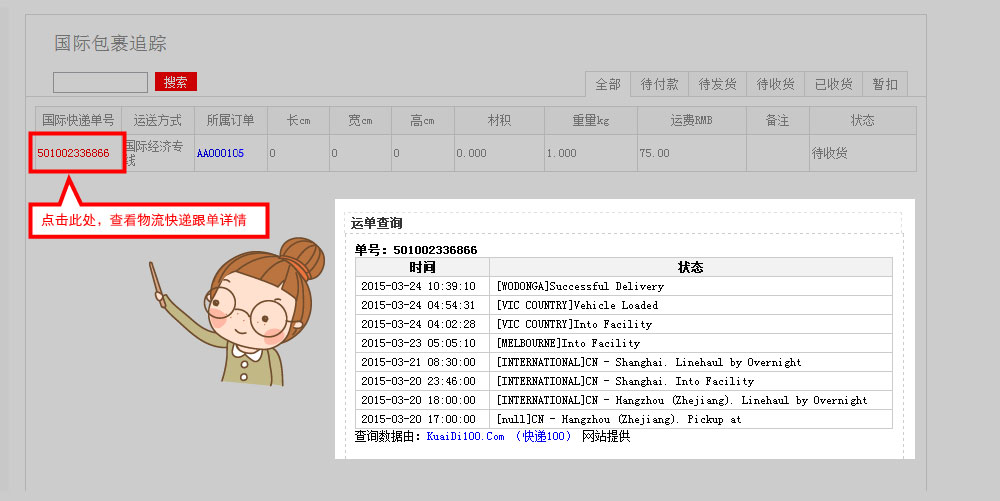 国际包裹追踪
搜索
全部 待付款 待发货 待收货 已收货 暂扣
国际快递单号 运送方式 所属订单 长cm 宽cm 高cm 材积 重量kg 运费RMB 备注 状态
501002336866 国际经济专线 AA000105 0 0 0 0.000 1.000 75.00 待收货
点击此处，查看物流快递跟单详情
运单查询
单号：501002336866
时间 状态
2015-03-24 10:39:10 [WODONGA]Successful Delivery
2015-03-24 04:54:31 [VIC COUNTRY]Vehicle Loaded
2015-03-24 04:02:28 [VIC COUNTRY]Into Facility
2015-03-23 05:05:10 [MELBOURNE]Into Facility
2015-03-21 08:30:00 [INTERNATIONAL]CN - Shanghai. Linehaul by Overnight
2015-03-20 23:46:00 [INTERNATIONAL]CN - Shanghai. Into Facility
2015-03-20 18:00:00 [INTERNATIONAL]CN - Hangzhou (Zhejiang). Linehaul by Overnight
2015-03-20 17:00:00 [null]CN - Hangzhou (Zhejiang). Pickup at
查询数据由：KuaiDi100.Com （快递100） 网站提供